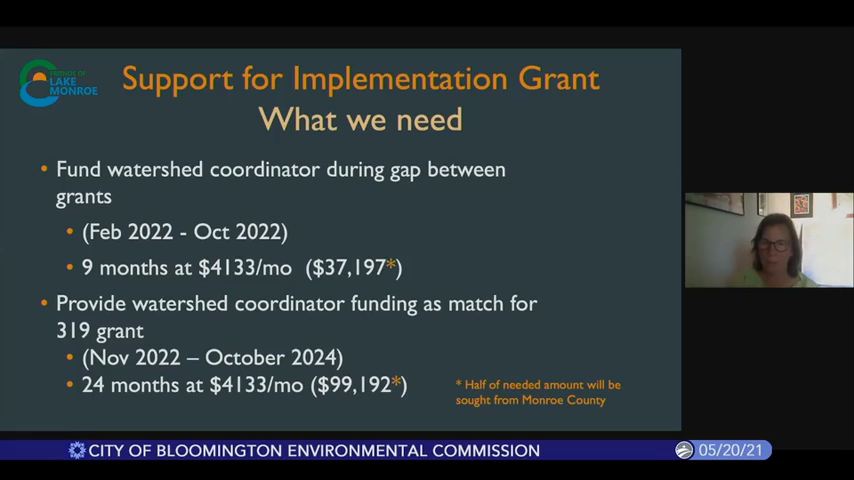 FRIENDS OF
LAKE
MONROE
Support for Implementation Grant
What we need
• Fund watershed coordinator during gap between
grants
• (Feb 2022 - Oct 2022)
• 9 months at $4133/mo ($37,197*)
• Provide watershed coordinator funding as match for
319 grant
• (Nov 2022 – October 2024)
• 24 months at $4133/mo ($99,192*)
* Half of needed amount will be
sought from Monroe County
CITY OF BLOOMINGTON ENVIRONMENTAL COMMISSION
05/20/21